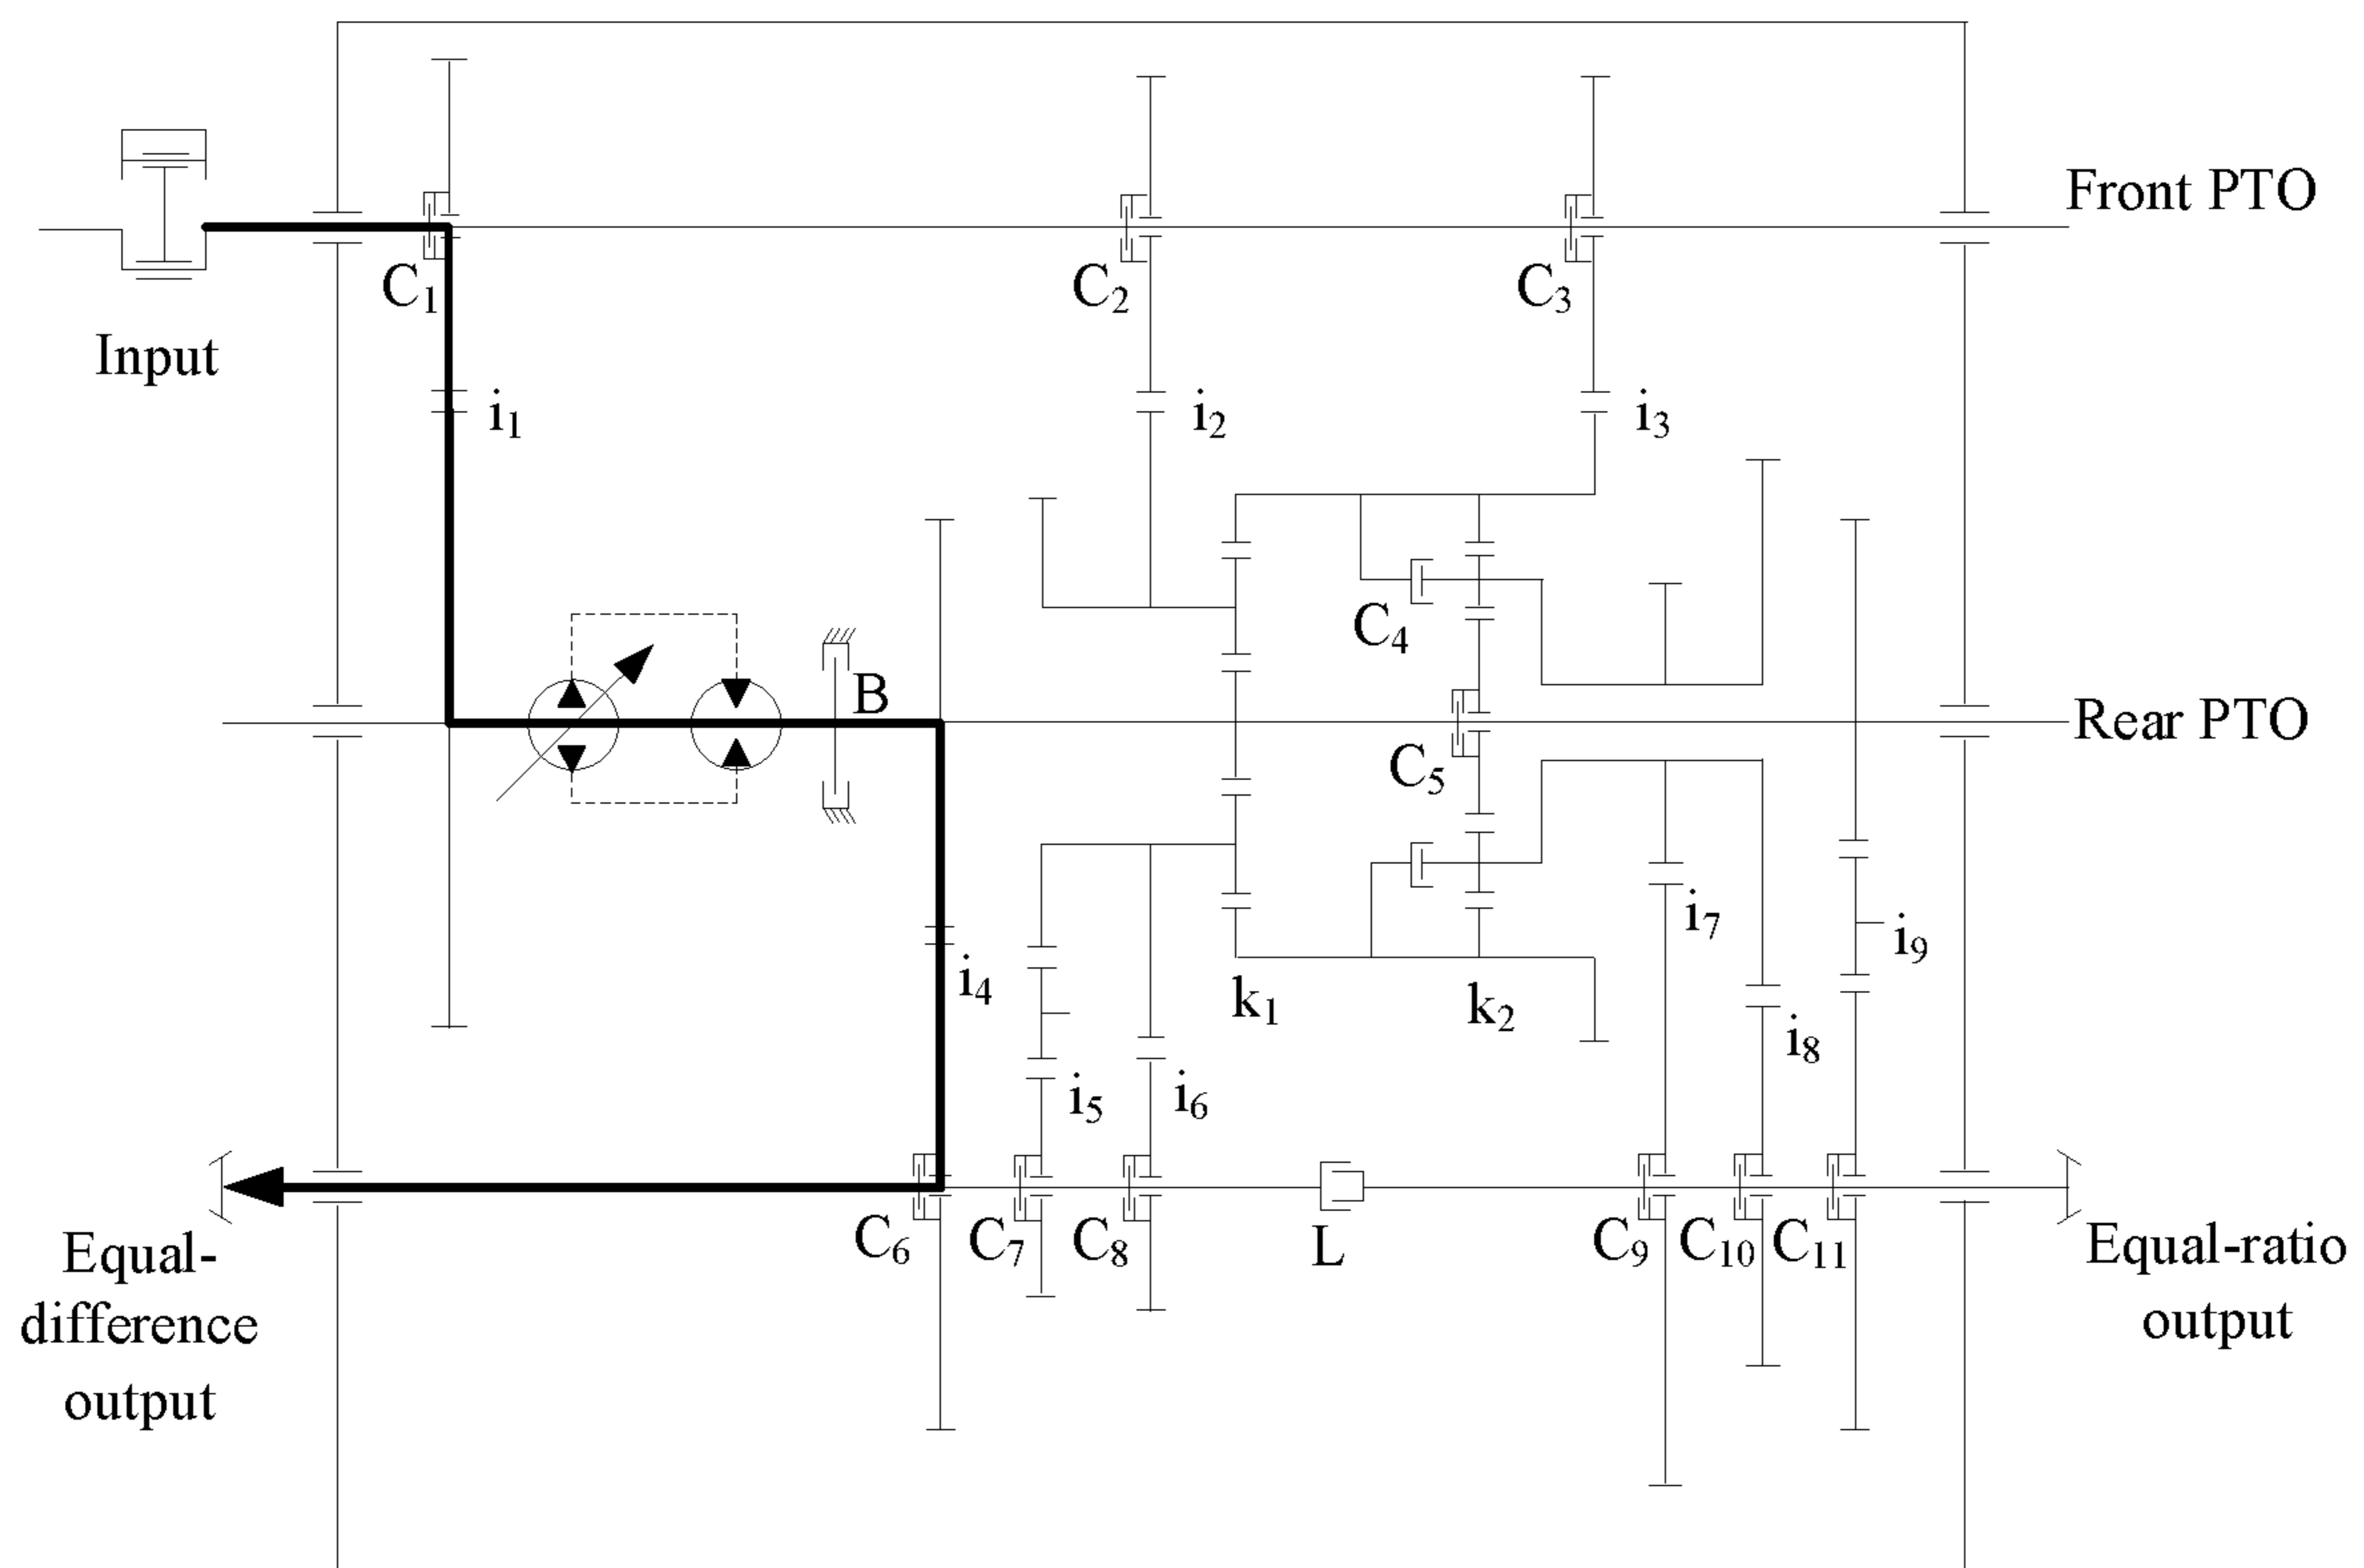 Front PTO
C1
C2
C3
Input
i1
i2
i3
C4
B
Rear PTO
C5
i7
i9
i4
k1
k2
i8
i5
i6
C6
C7
C8
L
C9
C10
C11
Equal-
difference
output
Equal-ratio
output